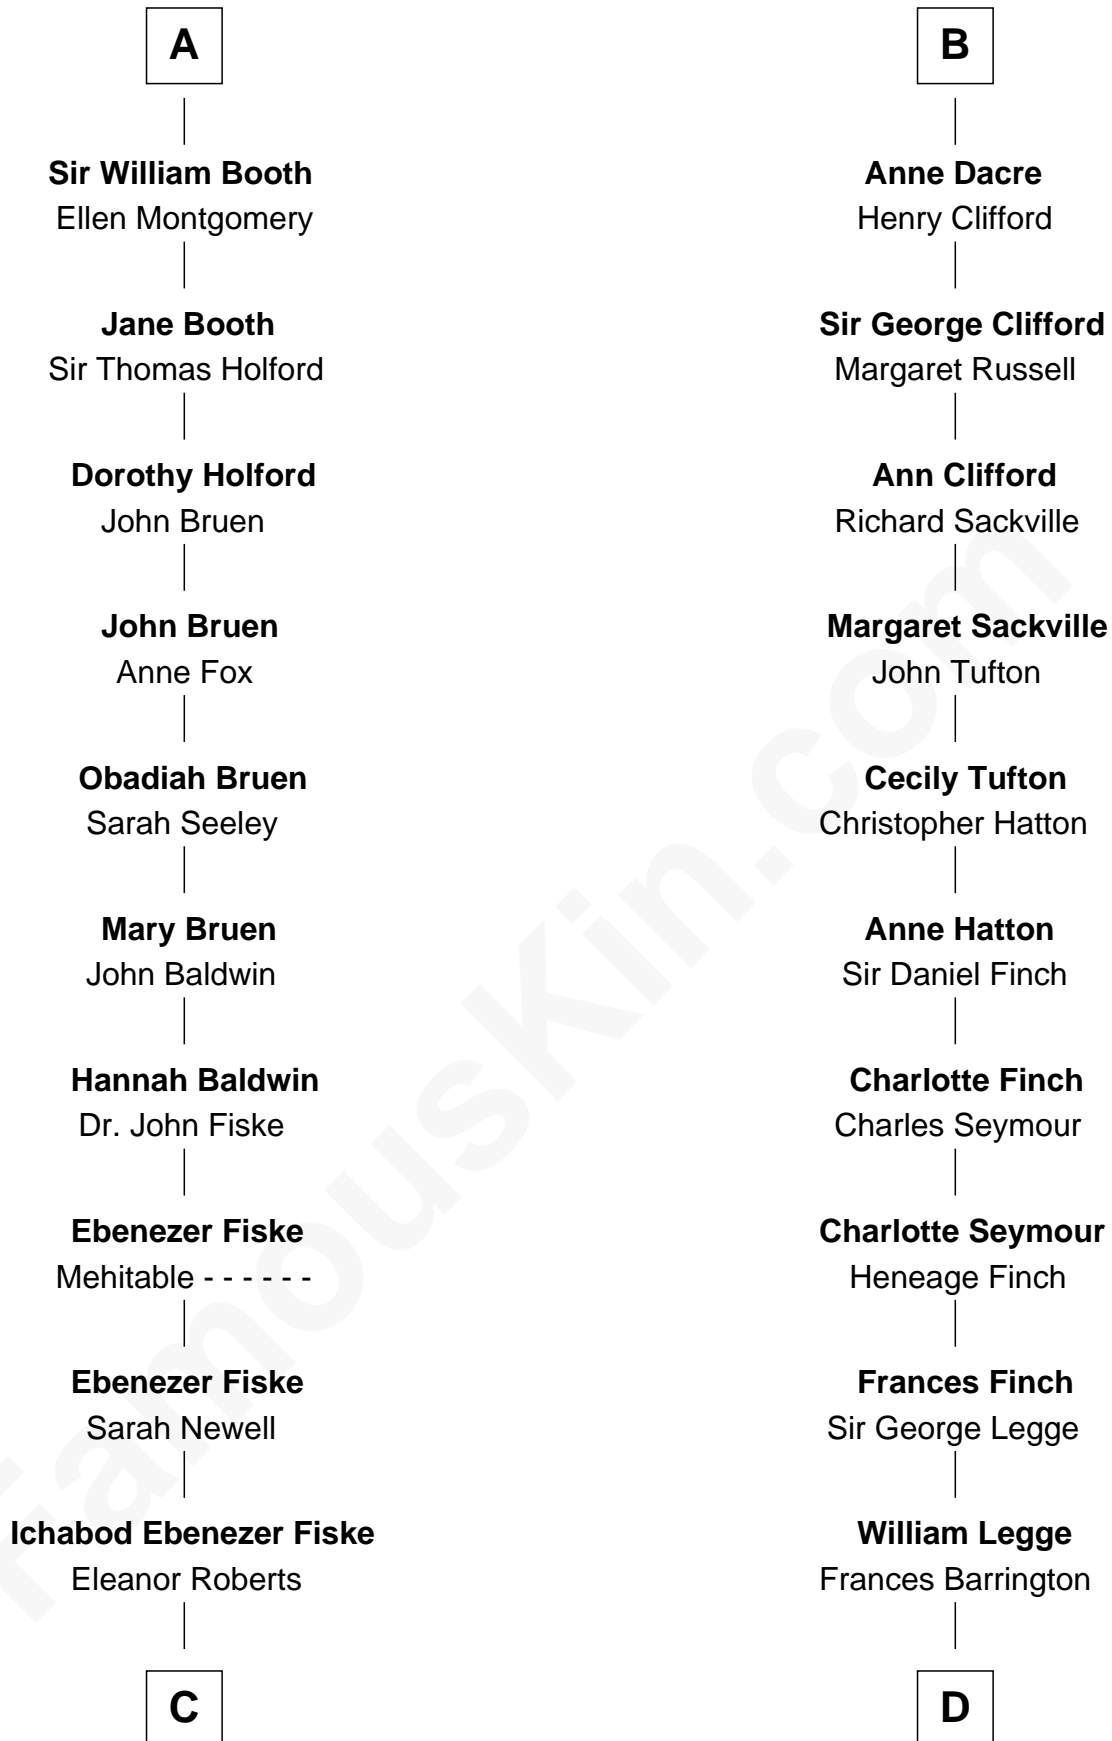 A
Sir William Booth
Ellen Montgomery
Jane Booth
Sir Thomas Holford
Dorothy Holford
John Bruen
John Bruen
Anne Fox
Obadiah Bruen
Sarah Seeley
Mary Bruen
John Baldwin
Hannah Baldwin
Dr. John Fiske
Ebenezer Fiske
Mehitable - - - - - -
Ebenezer Fiske
Sarah Newell
Ichabod Ebenezer Fiske
Eleanor Roberts
C
B
Anne Dacre
Henry Clifford
Sir George Clifford
Margaret Russell
Ann Clifford
Richard Sackville
Margaret Sackville
John Tufton
Cecily Tufton
Christopher Hatton
Anne Hatton
Sir Daniel Finch
Charlotte Finch
Charles Seymour
Charlotte Seymour
Heneage Finch
Frances Finch
Sir George Legge
William Legge
Frances Barrington
D
FamousKin.com